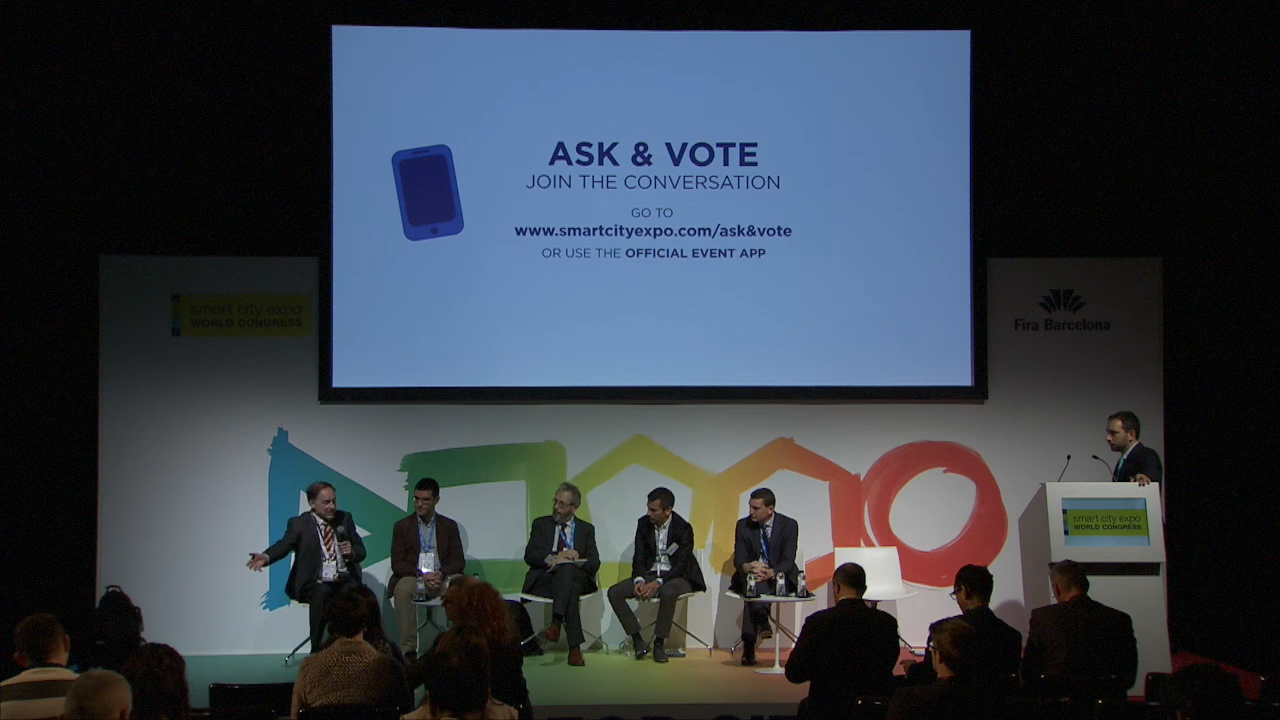 ASK & VOTE
JOIN THE CONVERSATION
GO TO
www.smartcityexpo.com/ask&vote
OR USE THE OFFICIAL EVENT APP
smart city expo
WORLD CONGRESS
Fira Barcelona
smart city expo
WORLD CONGRESS